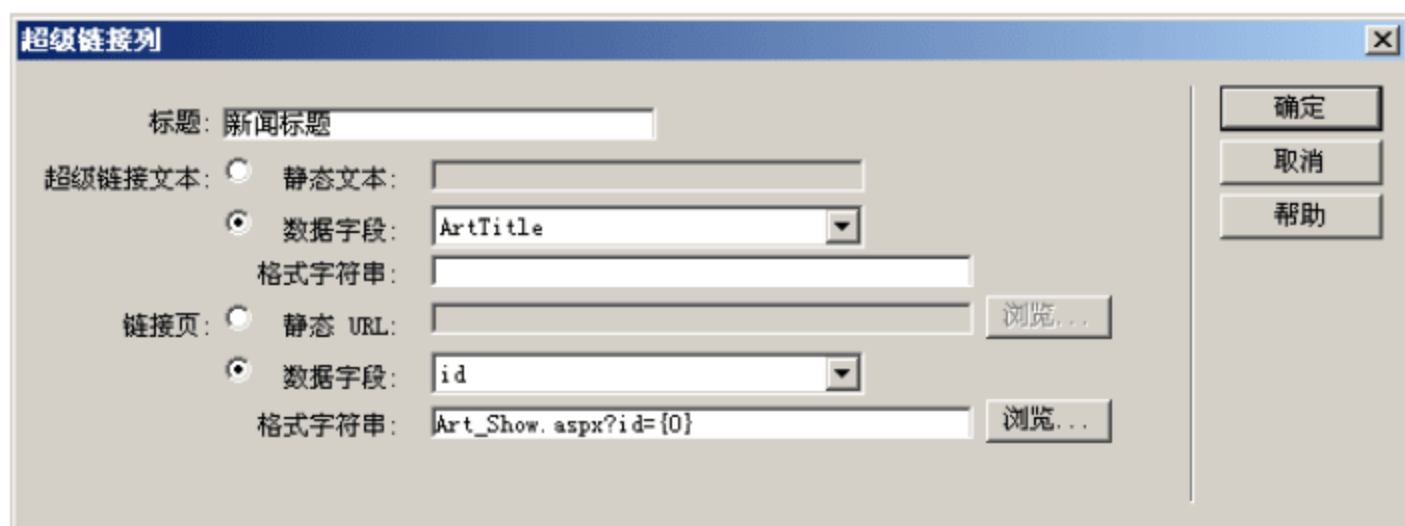 超级链接列
标题: 新闻标题
确定
超级链接文本: 静态文本:
取消
数据字段: ArtTitle
帮助
格式字符串:
链接页: 静态 URL: 浏览...
数据字段: id
格式字符串: Art_Show.aspx?id={0} 浏览...